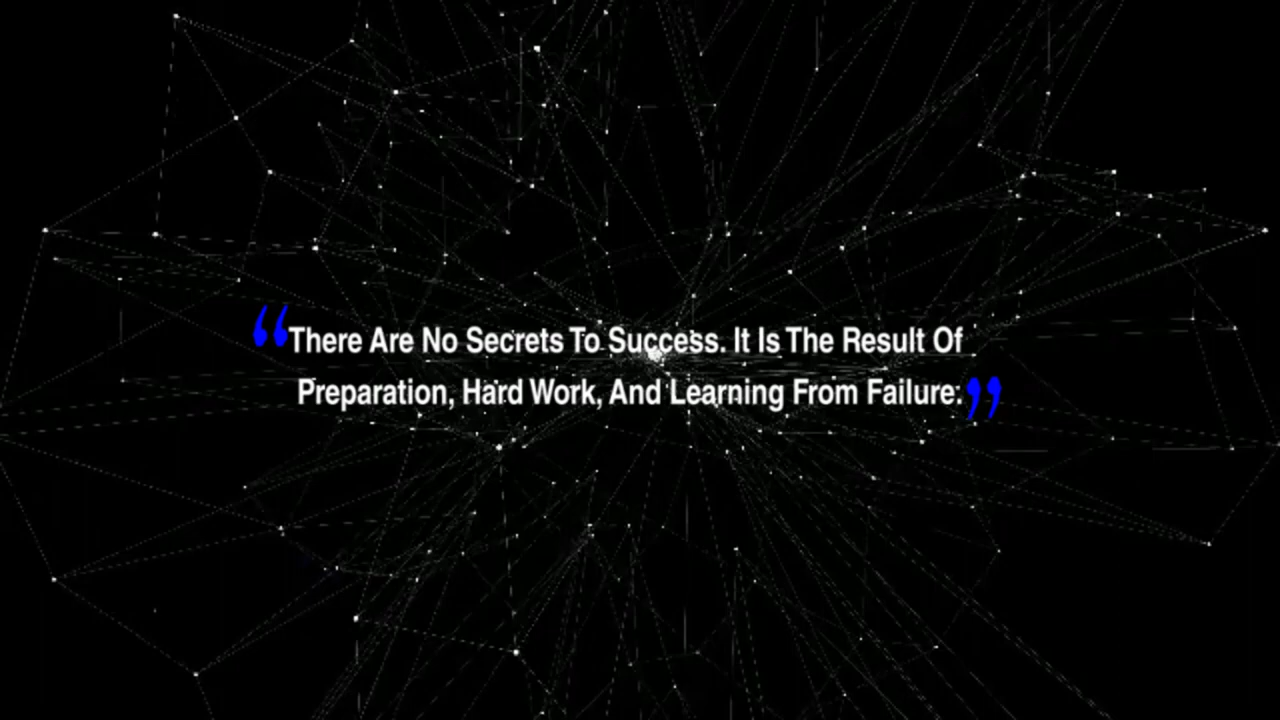 “There Are No Secrets To Success. It Is The Result Of
Preparation, Hard Work, And Learning From Failure.”